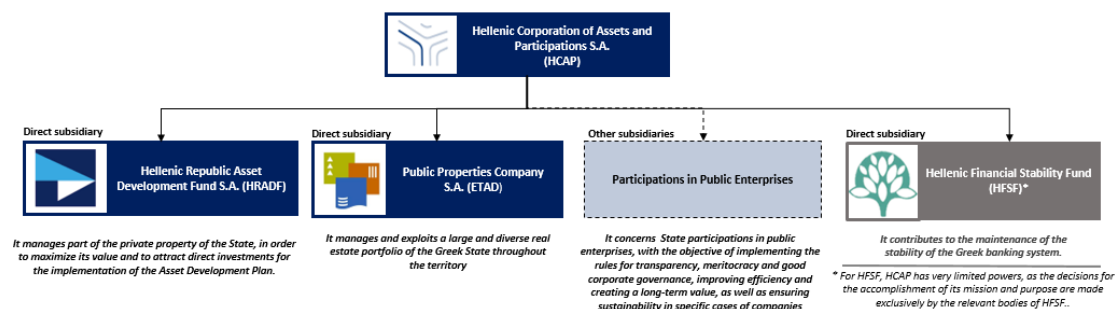 Hellenic Corporation of Assets and
Participations S.A.
(HCAP)
Direct subsidiary
Hellenic Republic Asset
Development Fund S.A. (HRADF)
It manages part of the private property of the State, in order
to maximize its value and to attract direct investments for
the implementation of the Asset Development Plan.
Direct subsidiary
Public Properties Company
S.A. (ETAD)
It manages and exploits a large and diverse real
estate portfolio of the Greek State throughout
the territory
Other subsidiaries
Participations in Public Enterprises
It concerns State participations in public
enterprises, with the objective of implementing the
rules for transparency, meritocracy and good
corporate governance, improving efficiency and
creating a long-term value, as well as ensuring
sustainability in specific cases of companies
Direct subsidiary
Hellenic Financial Stability Fund
(HFSF)*
It contributes to the maintenance of the
stability of the Greek banking system.
* For HFSF, HCAP has very limited powers, as the decisions for
the accomplishment of its mission and purpose are made
exclusively by the relevant bodies of HFSF..